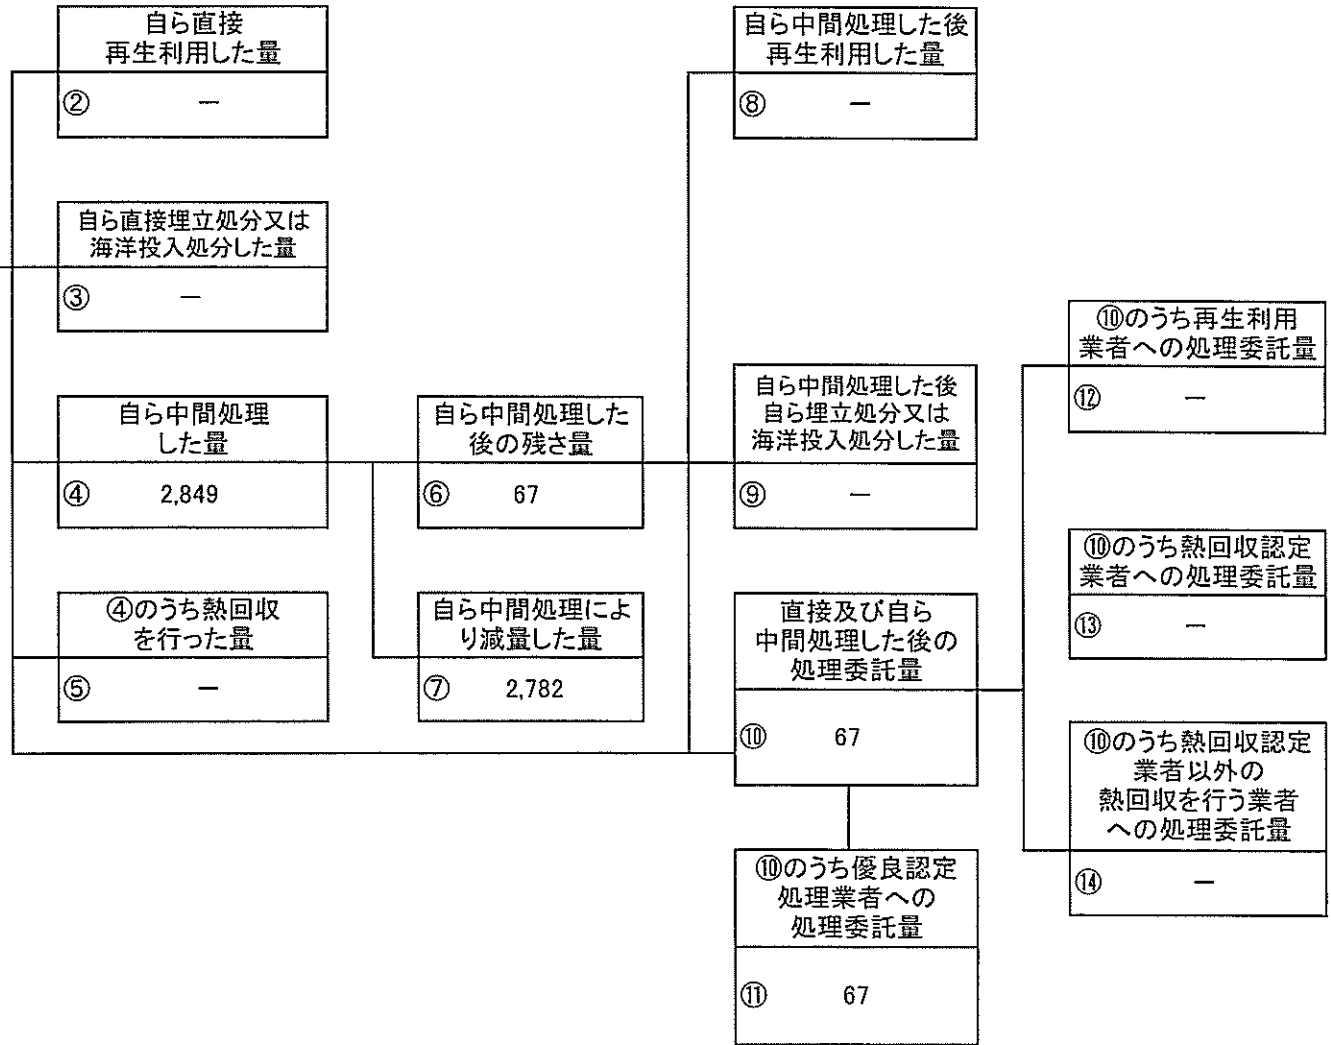 自ら直接
再生利用した量
② －
自ら直接埋立処分又は
海洋投入処分した量
③ －
自ら中間処理
した量
④ 2,849
④のうち熱回収
を行った量
⑤ －
自ら中間処理した
後の残さ量
⑥ 67
自ら中間処理によ
り減量した量
⑦ 2,782
自ら中間処理した後
再生利用した量
⑧ －
自ら中間処理した後
自ら埋立処分又は
海洋投入処分した量
⑨ －
直接及び自ら
中間処理した後の
処理委託量
⑩ 67
⑩のうち優良認定
処理業者への
処理委託量
⑪ 67
⑩のうち再生利用
業者への処理委託量
⑫ －
⑩のうち熱回収認定
業者への処理委託量
⑬ －
⑩のうち熱回収認定
業者以外の
熱回収を行う業者
への処理委託量
⑭ －